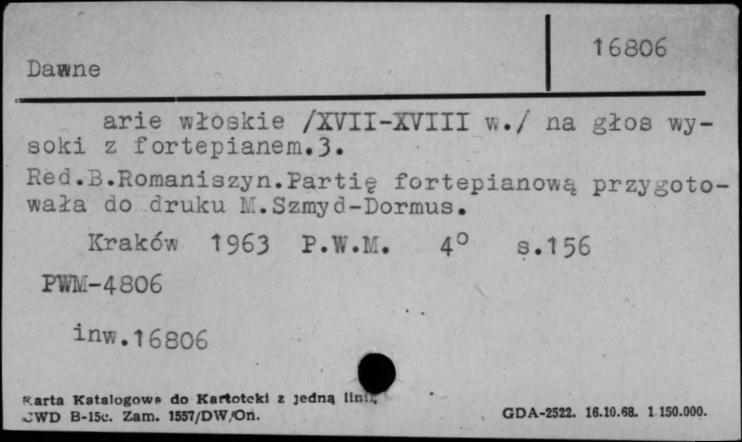 16806
Dawne
arie włoskie /XVII-XVIII w./ na głos wy-
soki z fortepianem.3.
Red.B.Romaniszyn.Partię fortepianową przygoto-
wała do druku M.Szmyd-Dormus.
Kraków 1963 P.W.M. 4° s.156
PWM-4806
inw.16806
Karta Katalogowa do Kartoteki z jedną linią
CWD B-15c. Zam. 1557/DW/On.
GDA-2522. 16.10.68. 1.150.000.